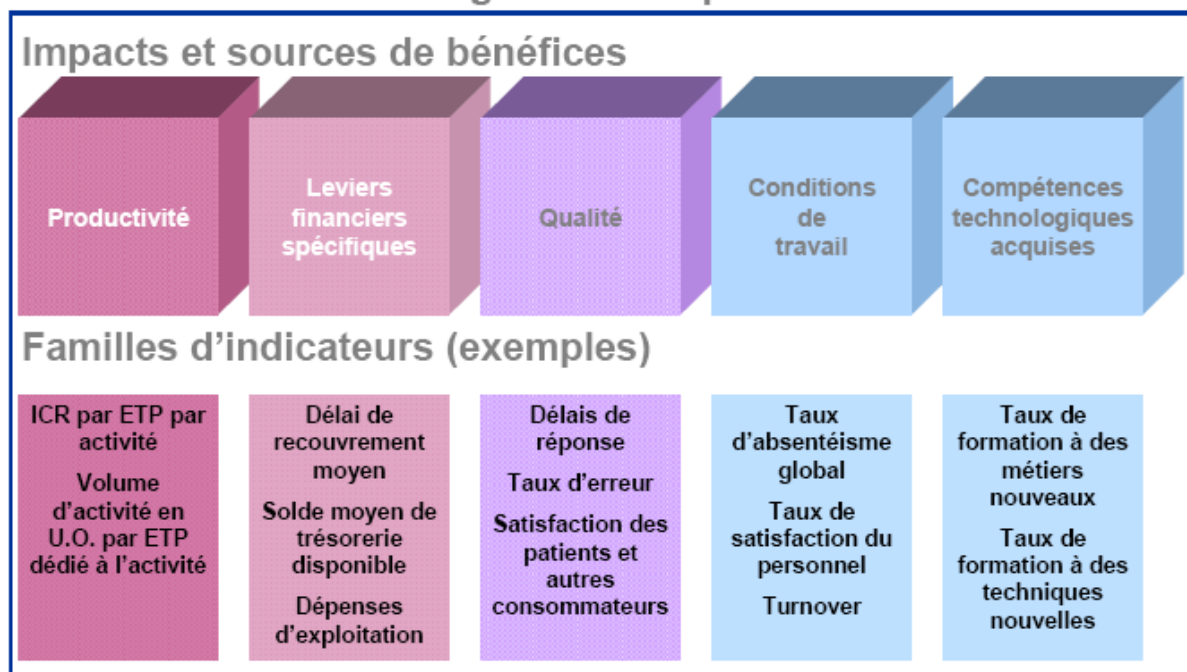 Impacts et sources de bénéfices
Productivité
Leviers
financiers
spécifiques
Qualité
Conditions
de
travail
Compétences
technologiques
acquises
Familles d’indicateurs (exemples)
ICR par ETP par
activité
Volume
d’activité en
U.O. par ETP
dédié à l’activité
Délai de
recouvrement
moyen
Solde moyen de
trésorerie
disponible
Dépenses
d’exploitation
Délais de
réponse
Taux d’erreur
Satisfaction des
patients et
autres
consommateurs
Taux
d’absentéisme
global
Taux de
satisfaction du
personnel
Turnover
Taux de
formation à des
métiers
nouveaux
Taux de
formation à des
techniques
nouvelles